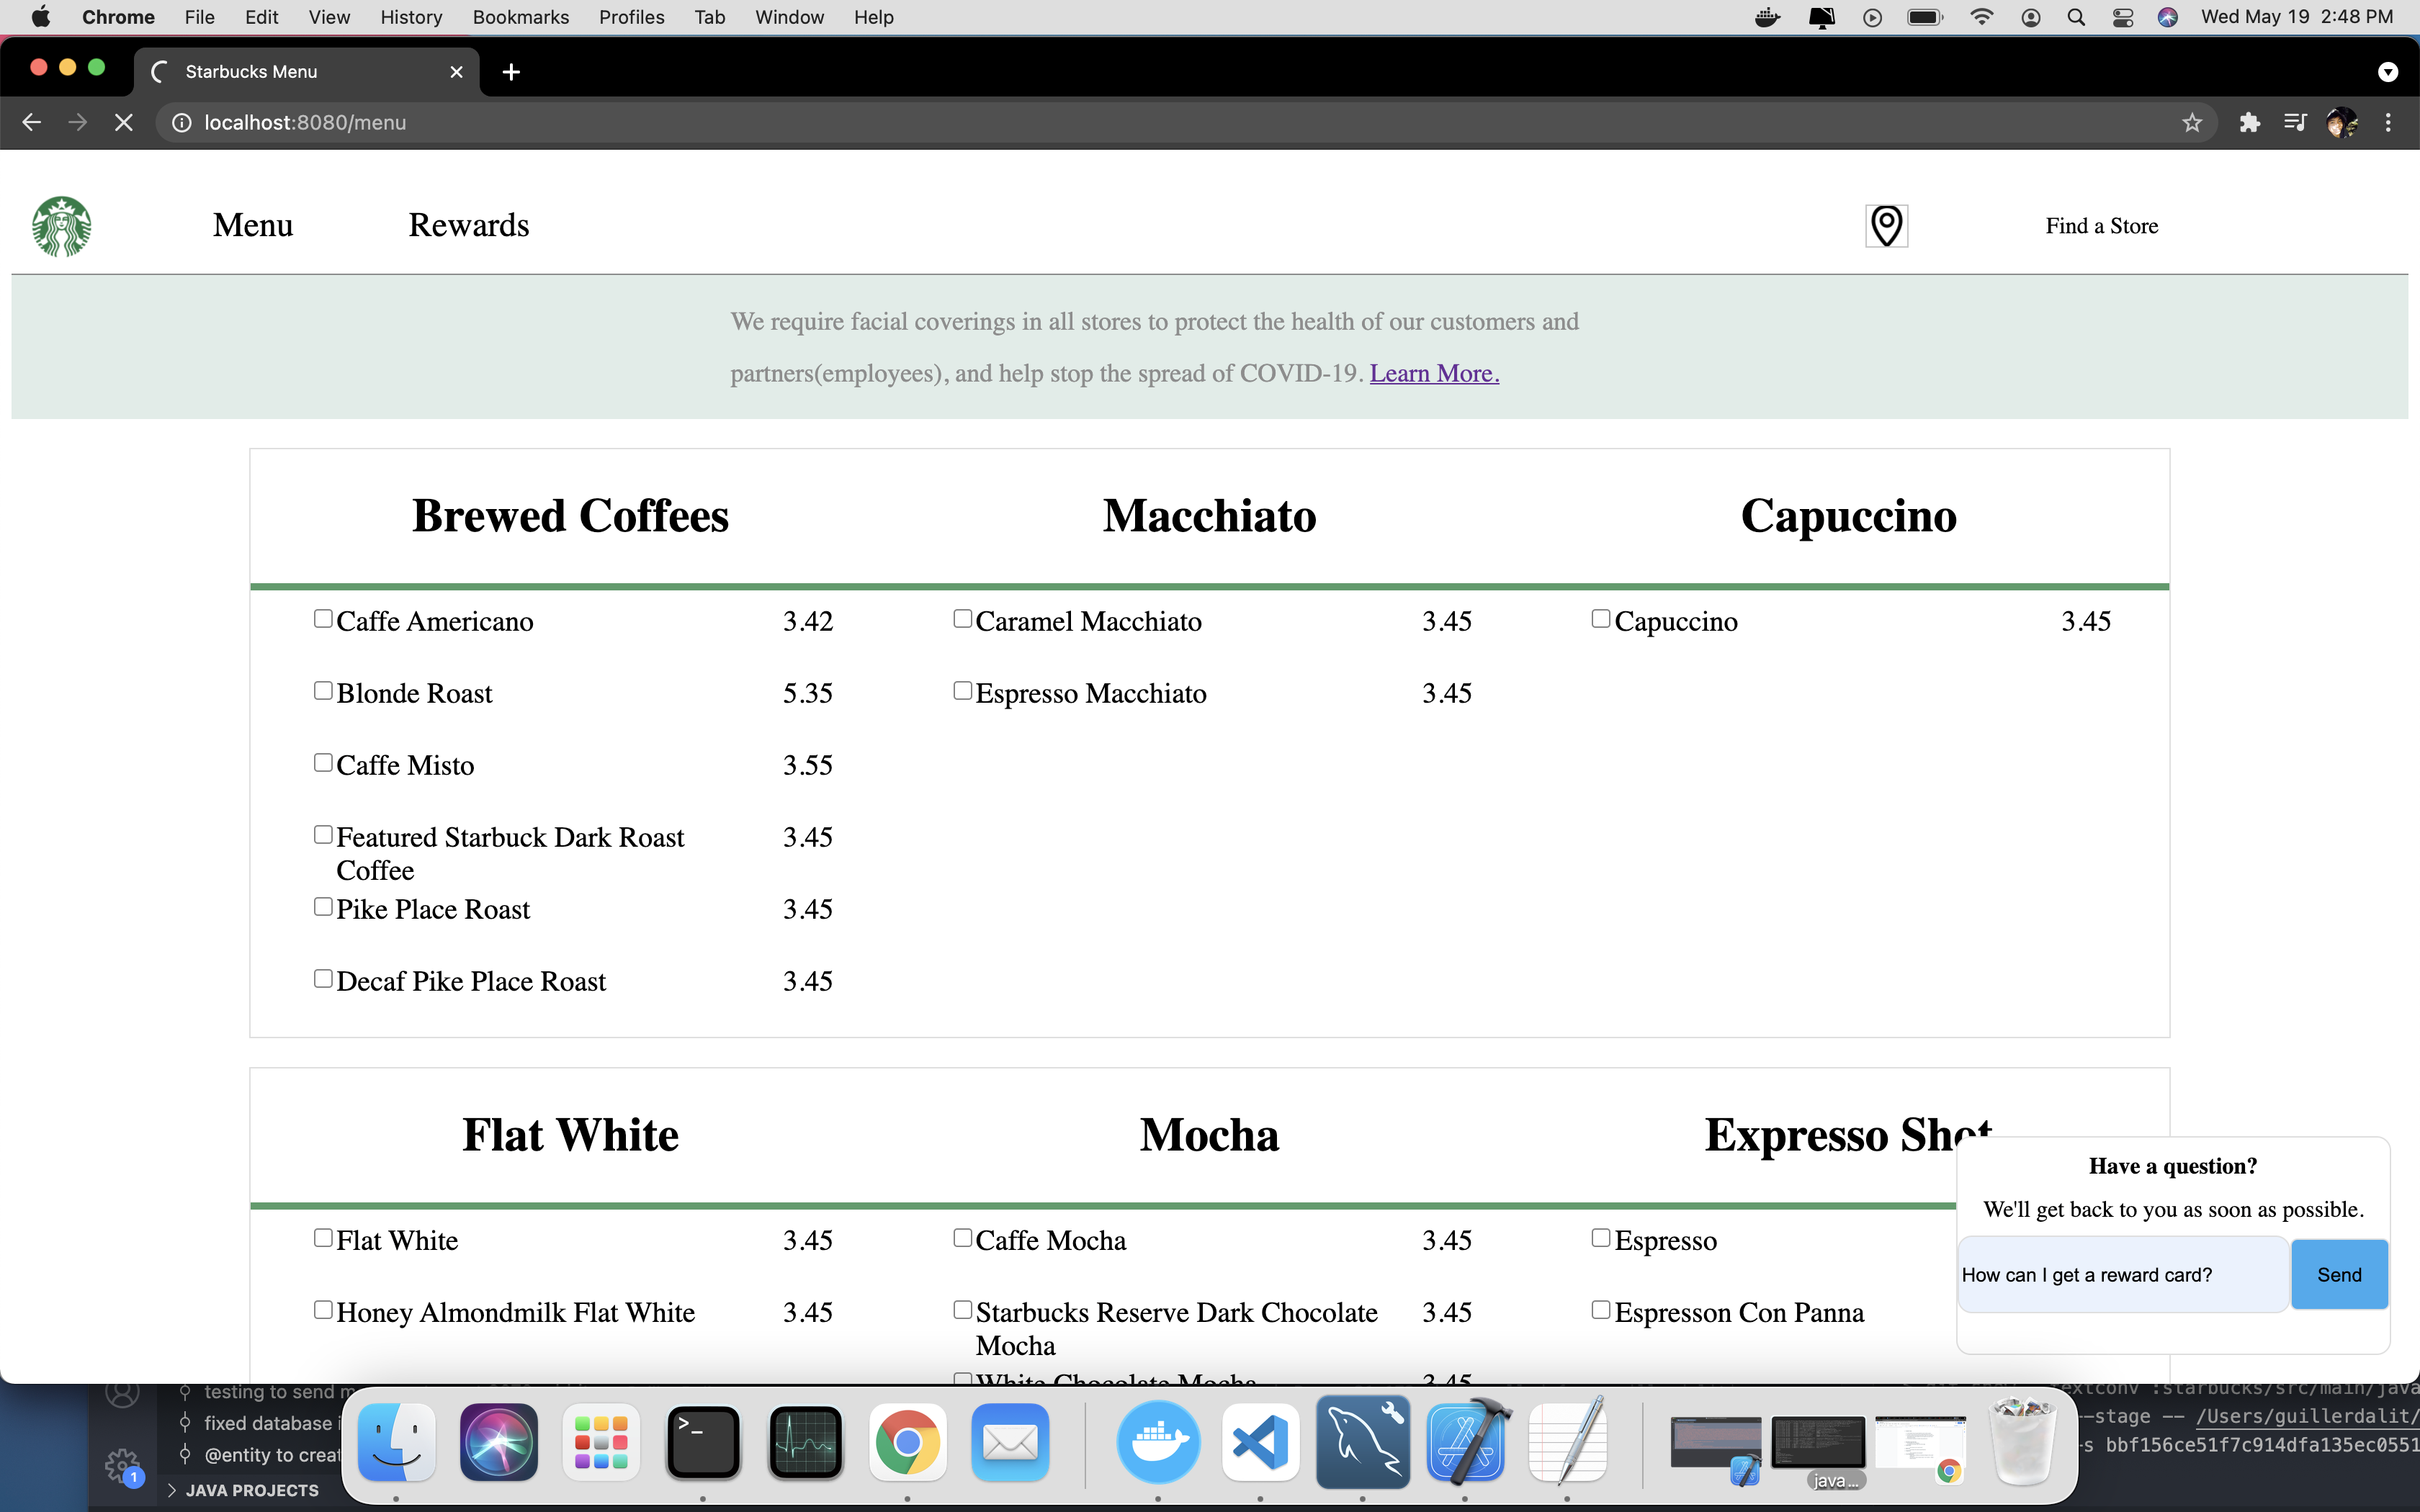 Chrome File Edit View History Bookmarks Profiles Tab Window Help Wed May 19 2:48 PM
Starbucks Menu
localhost:8080/menu
Menu Rewards Find a Store
We require facial coverings in all stores to protect the health of our customers and
partners(employees), and help stop the spread of COVID-19. Learn More.
Brewed Coffees Macchiato Capuccino
Caffe Americano 3.42 Caramel Macchiato 3.45 Capuccino 3.45
Blonde Roast 5.35 Espresso Macchiato 3.45
Caffe Misto 3.55
Featured Starbuck Dark Roast 3.45
Coffee
Pike Place Roast 3.45
Decaf Pike Place Roast 3.45
Flat White Mocha Expresso Shot
Have a question?
We'll get back to you as soon as possible.
How can I get a reward card? Send
Flat White 3.45 Caffe Mocha 3.45 Espresso
Honey Almondmilk Flat White 3.45 Starbucks Reserve Dark Chocolate 3.45 Espresson Con Panna
Mocha
White Chocolate Mocha 3.45
testing to send m
fixed database
@entity to creat
1
JAVA PROJECTS
java...
extconv :starbucks/src/main/java
--stage -- /Users/guillerdalit/
s bbf156ce51f7c914dfa135ec0551